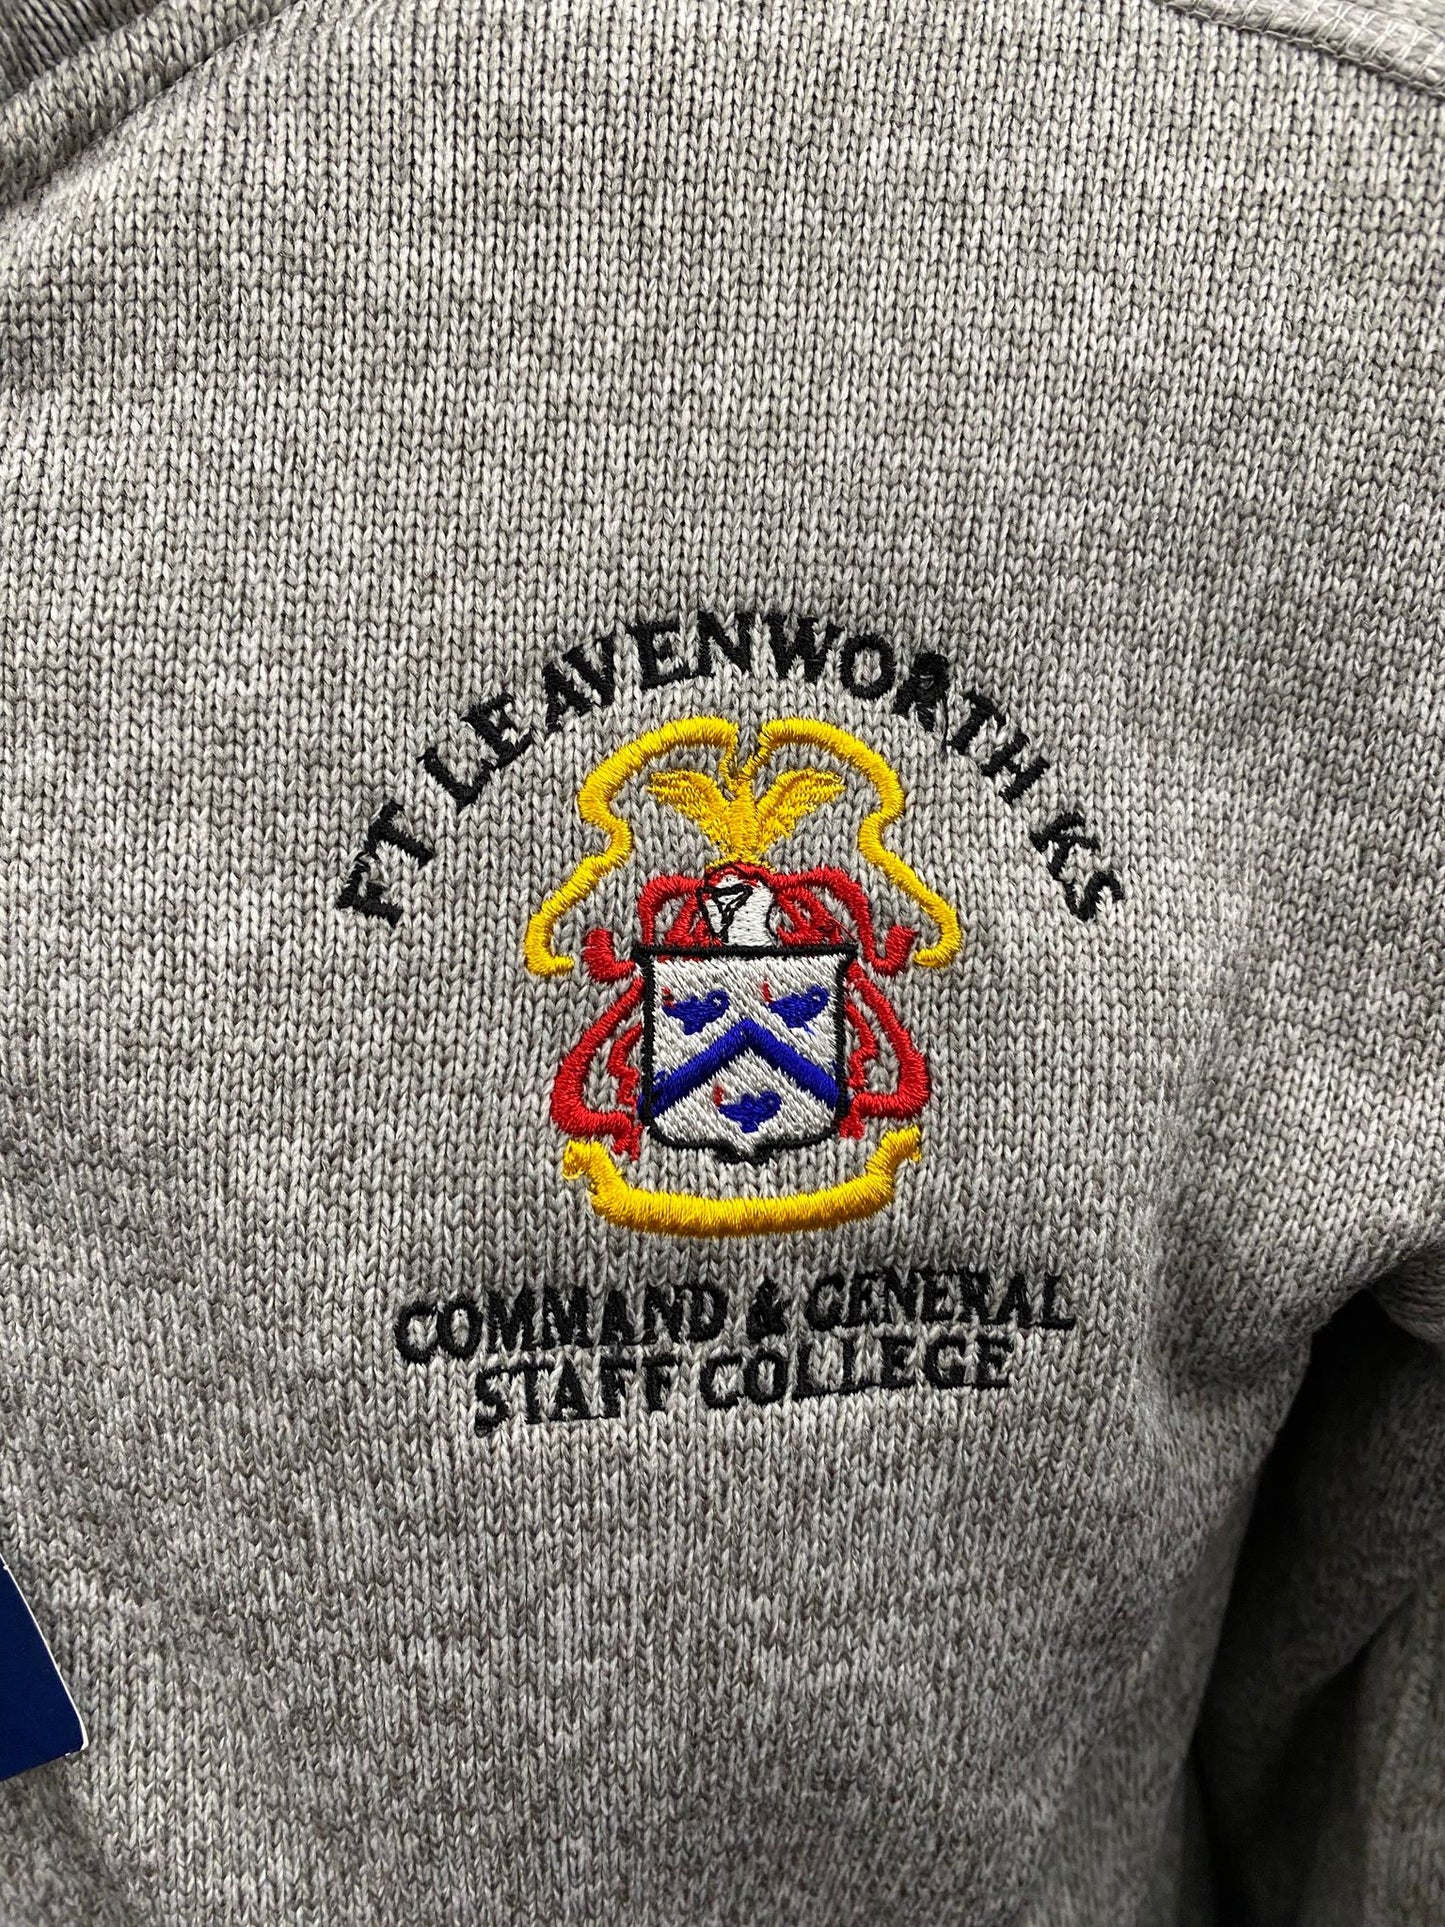 FT LEAVENWORTH KS
COMMAND & GENERAL
STAFF COLLEGE